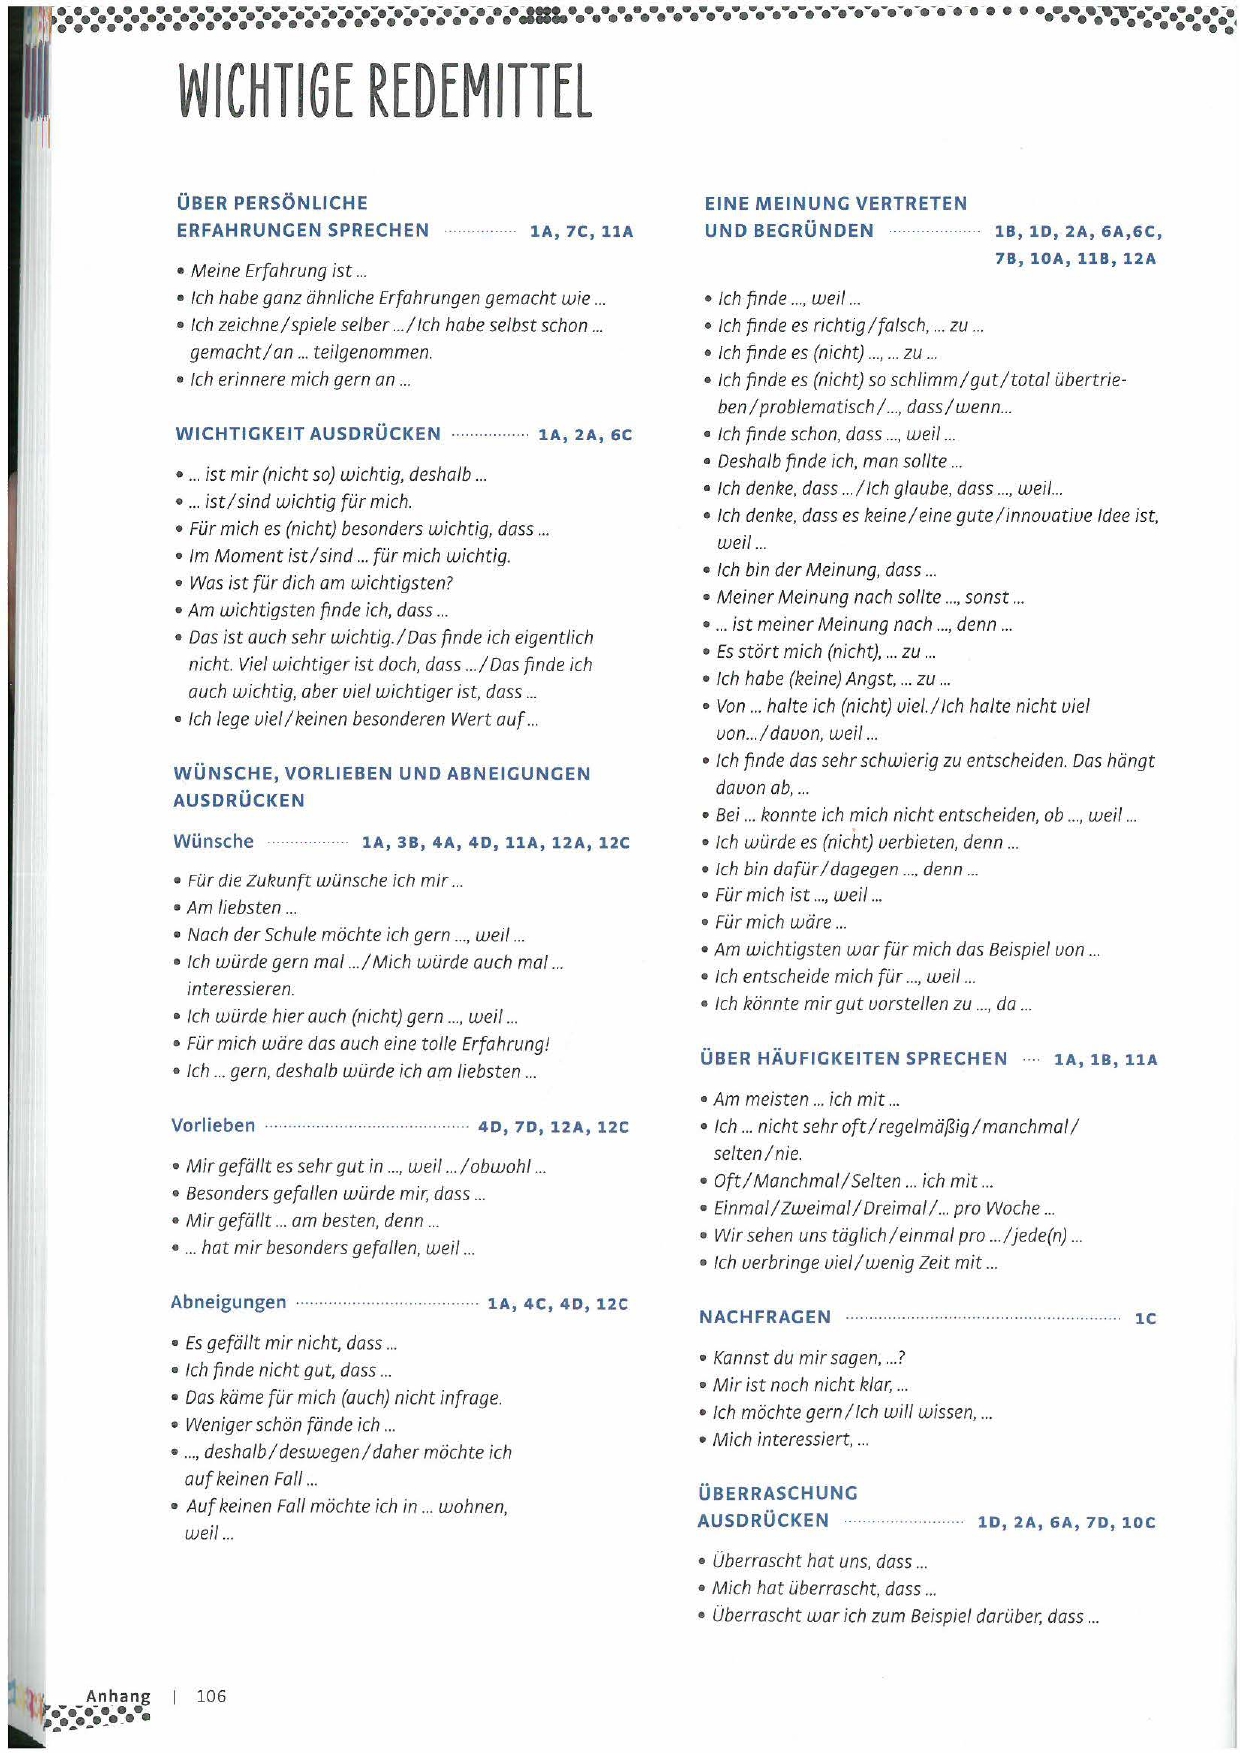 WICHTIGE REDEMITTEL
ÜBER PERSÖNLICHE
ERFAHRUNGEN SPRECHEN ............... 1A, 7C, 11A
• Meine Erfahrung ist ...
• Ich habe ganz ähnliche Erfahrungen gemacht wie ...
• Ich zeichne/spiele selber .../Ich habe selbst schon ...
gemacht/an ... teilgenommen.
• Ich erinnere mich gern an ...
WICHTIGKEIT AUSDRÜCKEN ................ 1A, 2A, 6C
• ... ist mir (nicht so) wichtig, deshalb ...
• ... ist/sind wichtig für mich.
• Für mich es (nicht) besonders wichtig, dass ...
• Im Moment ist/sind ... für mich wichtig.
• Was ist für dich am wichtigsten?
• Am wichtigsten finde ich, dass ...
• Das ist auch sehr wichtig./Das finde ich eigentlich
nicht. Viel wichtiger ist doch, dass .../Das finde ich
auch wichtig, aber viel wichtiger ist, dass ...
• Ich lege viel/keinen besonderen Wert auf ...
WÜNSCHE, VORLIEBEN UND ABNEIGUNGEN
AUSDRÜCKEN
Wünsche ................. 1A, 3B, 4A, 4D, 11A, 12A, 12C
• Für die Zukunft wünsche ich mir ...
• Am liebsten ...
• Nach der Schule möchte ich gern ..., weil ...
• Ich würde gern mal .../Mich würde auch mal ...
interessieren.
• Ich würde hier auch (nicht) gern ..., weil ...
• Für mich wäre das auch eine tolle Erfahrung!
• Ich ... gern, deshalb würde ich am liebsten ...
Vorlieben ........................................... 4D, 7D, 12A, 12C
• Mir gefällt es sehr gut in ..., weil .../obwohl ...
• Besonders gefallen würde mir, dass ...
• Mir gefällt ... am besten, denn ...
• ... hat mir besonders gefallen, weil ...
Abneigungen ...................................... 1A, 4C, 4D, 12C
• Es gefällt mir nicht, dass ...
• Ich finde nicht gut, dass ...
• Das käme für mich (auch) nicht infrage.
• Weniger schön fände ich ...
• ..., deshalb/deswegen/daher möchte ich
auf keinen Fall ...
• Auf keinen Fall möchte ich in ... wohnen,
weil ...
EINE MEINUNG VERTRETEN
UND BEGRÜNDEN ................... 1B, 1D, 2A, 6A,6C,
7B, 10A, 11B, 12A
• Ich finde ..., weil ...
• Ich finde es richtig/falsch, ... zu ...
• Ich finde es (nicht) ..., ... zu ...
• Ich finde es (nicht) so schlimm/gut/total übertrie-
ben/problematisch/..., dass/wenn...
• Ich finde schon, dass ..., weil ...
• Deshalb finde ich, man sollte ...
• Ich denke, dass .../Ich glaube, dass ..., weil...
• Ich denke, dass es keine/eine gute/innovative Idee ist,
weil ...
• Ich bin der Meinung, dass ...
• Meiner Meinung nach sollte ..., sonst ...
• ... ist meiner Meinung nach ..., denn ...
• Es stört mich (nicht), ... zu ...
• Ich habe (keine) Angst, ... zu ...
• Von ... halte ich (nicht) viel./Ich halte nicht viel
von.../davon, weil ...
• Ich finde das sehr schwierig zu entscheiden. Das hängt
davon ab, ...
• Bei ... konnte ich mich nicht entscheiden, ob ..., weil ...
• Ich würde es (nicht) verbieten, denn ...
• Ich bin dafür/dagegen ..., denn ...
• Für mich ist ..., weil ...
• Für mich wäre ...
• Am wichtigsten war für mich das Beispiel von ...
• Ich entscheide mich für ..., weil ...
• Ich könnte mir gut vorstellen zu ..., da ...
ÜBER HÄUFIGKEITEN SPRECHEN .... 1A, 1B, 11A
• Am meisten ... ich mit ...
• Ich ... nicht sehr oft/regelmäßig/manchmal/
selten/nie.
• Oft/Manchmal/Selten ... ich mit ...
• Einmal/Zweimal/Dreimal/... pro Woche ...
• Wir sehen uns täglich/einmal pro .../jede(n) ...
• Ich verbringe viel/wenig Zeit mit ...
NACHFRAGEN ......................................................... 1C
• Kannst du mir sagen, ...?
• Mir ist noch nicht klar, ...
• Ich möchte gern/Ich will wissen, ...
• Mich interessiert, ...
ÜBERRASCHUNG
AUSDRÜCKEN ......................... 1D, 2A, 6A, 7D, 10C
• Überrascht hat uns, dass ...
• Mich hat überrascht, dass ...
• Überrascht war ich zum Beispiel darüber, dass ...
Anhang | 106